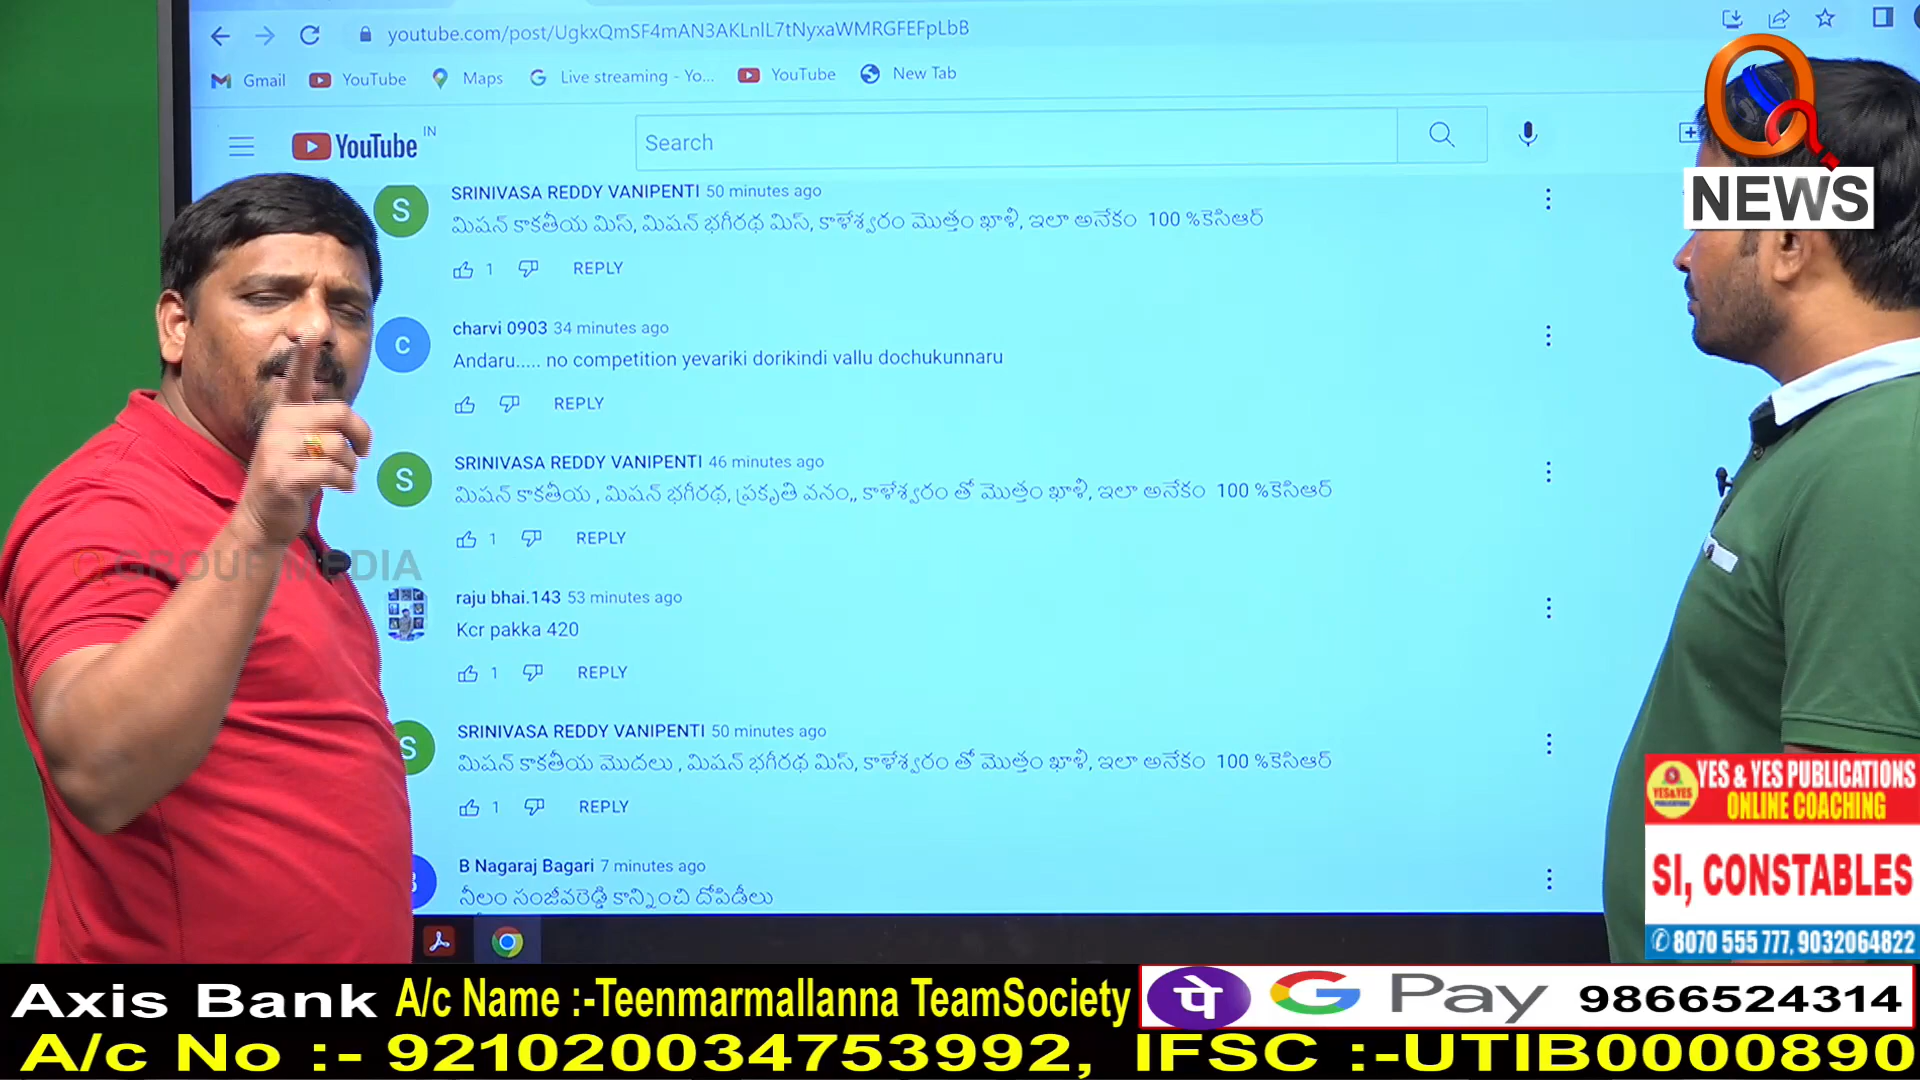 youtube.com/post/UgkxQmSF4mAN3AKLnlL7tNyxaWMRGFEFpLbB
Gmail YouTube Maps Live streaming - Yo... YouTube New Tab
YouTube IN
Search
Q NEWS
SRINIVASA REDDY VANIPENTI 50 minutes ago
మిషన్ కాకతీయ మిస్, మిషన్ భగీరథ మిస్, కాళేశ్వరం మొత్తం ఖాళీ, ఇలా అనేకం 100 %కెసిఆర్
1 REPLY
charvi 0903 34 minutes ago
Andaru..... no competition yevariki dorikindi vallu dochukunnaru
REPLY
SRINIVASA REDDY VANIPENTI 46 minutes ago
మిషన్ కాకతీయ , మిషన్ భగీరథ, ప్రకృతి వనం,, కాళేశ్వరం తో మొత్తం ఖాళీ, ఇలా అనేకం 100 %కెసిఆర్
1 REPLY
Q GROUP MEDIA
raju bhai.143 53 minutes ago
Kcr pakka 420
1 REPLY
SRINIVASA REDDY VANIPENTI 50 minutes ago
మిషన్ కాకతీయ మొదలు , మిషన్ భగీరథ మిస్, కాళేశ్వరం తో మొత్తం ఖాళీ, ఇలా అనేకం 100 %కెసిఆర్
1 REPLY
B Nagaraj Bagari 7 minutes ago
నీలం సంజీవరెడ్డి కాన్నించి దోపిడీలు
YES & YES PUBLICATIONS
ONLINE COACHING
YES&YES
SI, CONSTABLES
8070 555 777, 9032064822
Axis Bank A/c Name :-Teenmarmallanna TeamSociety पे G Pay 9866524314
A/c No :- 921020034753992, IFSC :-UTIB0000890